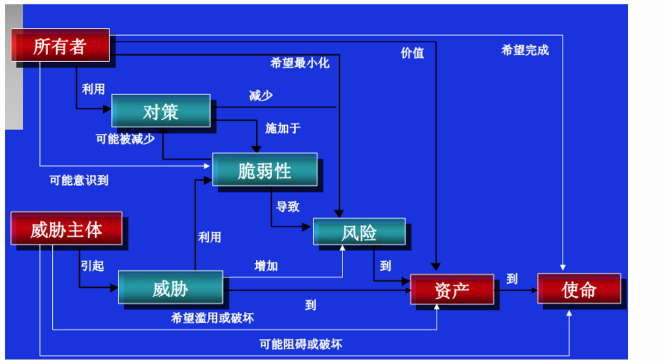 所有者
价值
希望完成
希望最小化
利用
减少
对策
施加于
可能被减少
脆弱性
可能意识到
导致
威胁主体
利用
风险
引起
增加
到
威胁
资产
到
使命
到
希望滥用或破坏
可能阻碍或破坏